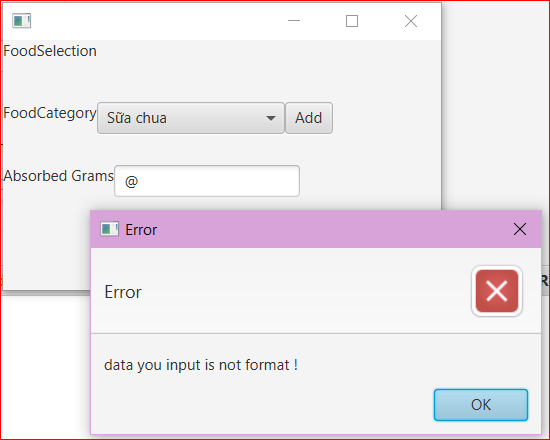 FoodSelection
FoodCategory Sữa chua Add
Absorbed Grams @
Error
Error
R
data you input is not format !
OK